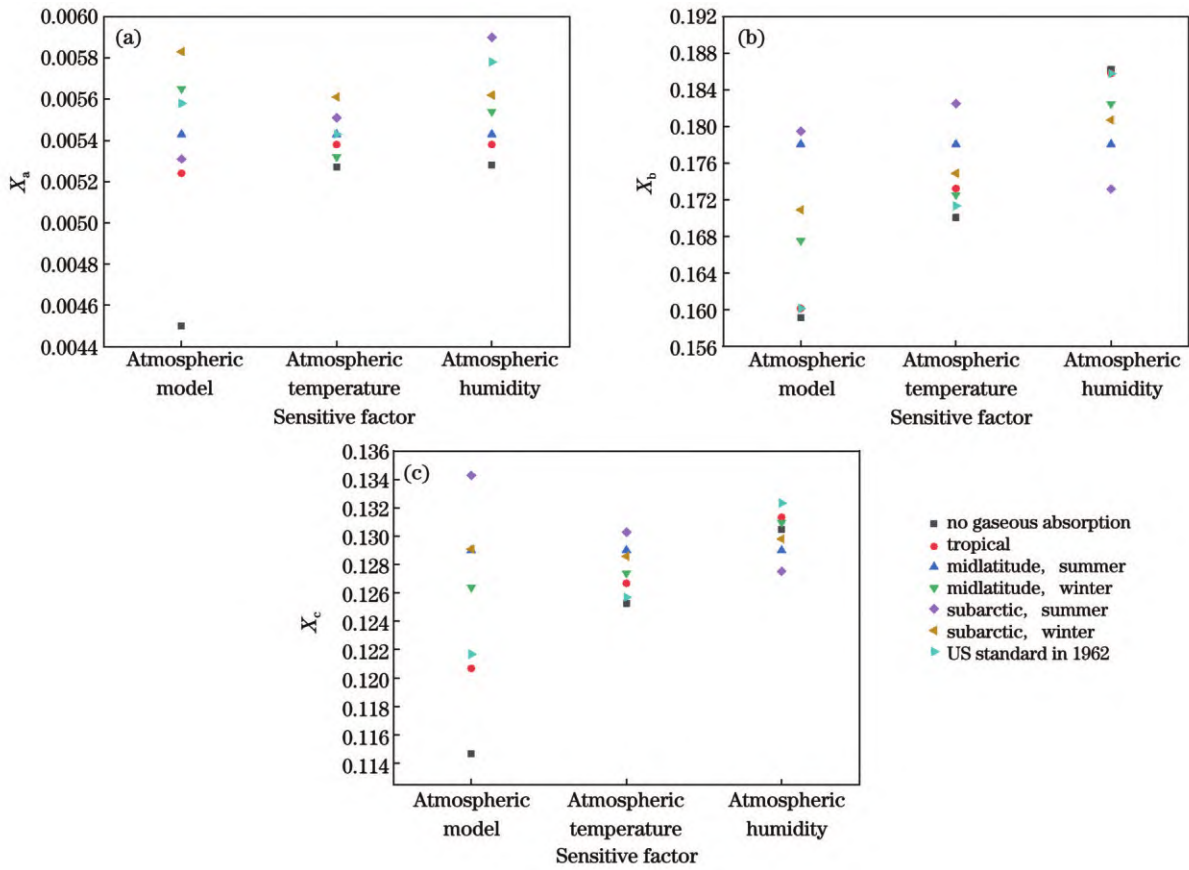 (a)
0.0060
0.0058
0.0056
0.0054
0.0052
0.0050
0.0048
0.0046
0.0044
Xa
Atmospheric Atmospheric Atmospheric
model temperature humidity
Sensitive factor
(b)
0.192
0.188
0.184
0.180
0.176
0.172
0.168
0.164
0.160
0.156
Xb
Atmospheric Atmospheric Atmospheric
model temperature humidity
Sensitive factor
(c)
0.136
0.134
0.132
0.130
0.128
0.126
0.124
0.122
0.120
0.118
0.116
0.114
Xc
Atmospheric Atmospheric Atmospheric
model temperature humidity
Sensitive factor
no gaseous absorption
tropical
midlatitude, summer
midlatitude, winter
subarctic, summer
subarctic, winter
US standard in 1962